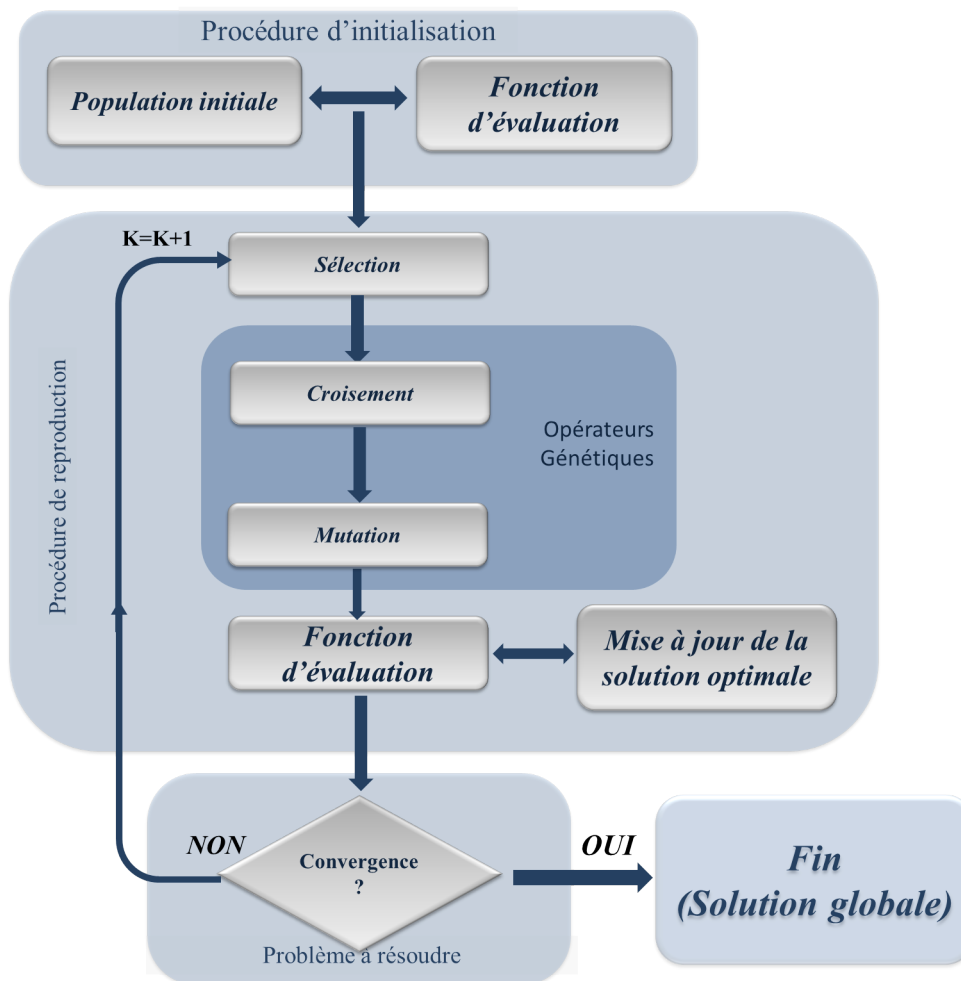 Procédure d'initialisation
Population initiale
Fonction
d'évaluation
K=K+1
Sélection
Procédure de reproduction
Croisement
Opérateurs
Génétiques
Mutation
Fonction
d'évaluation
Mise à jour de la
solution optimale
NON
Convergence
?
OUI
Fin
(Solution globale)
Problème à résoudre